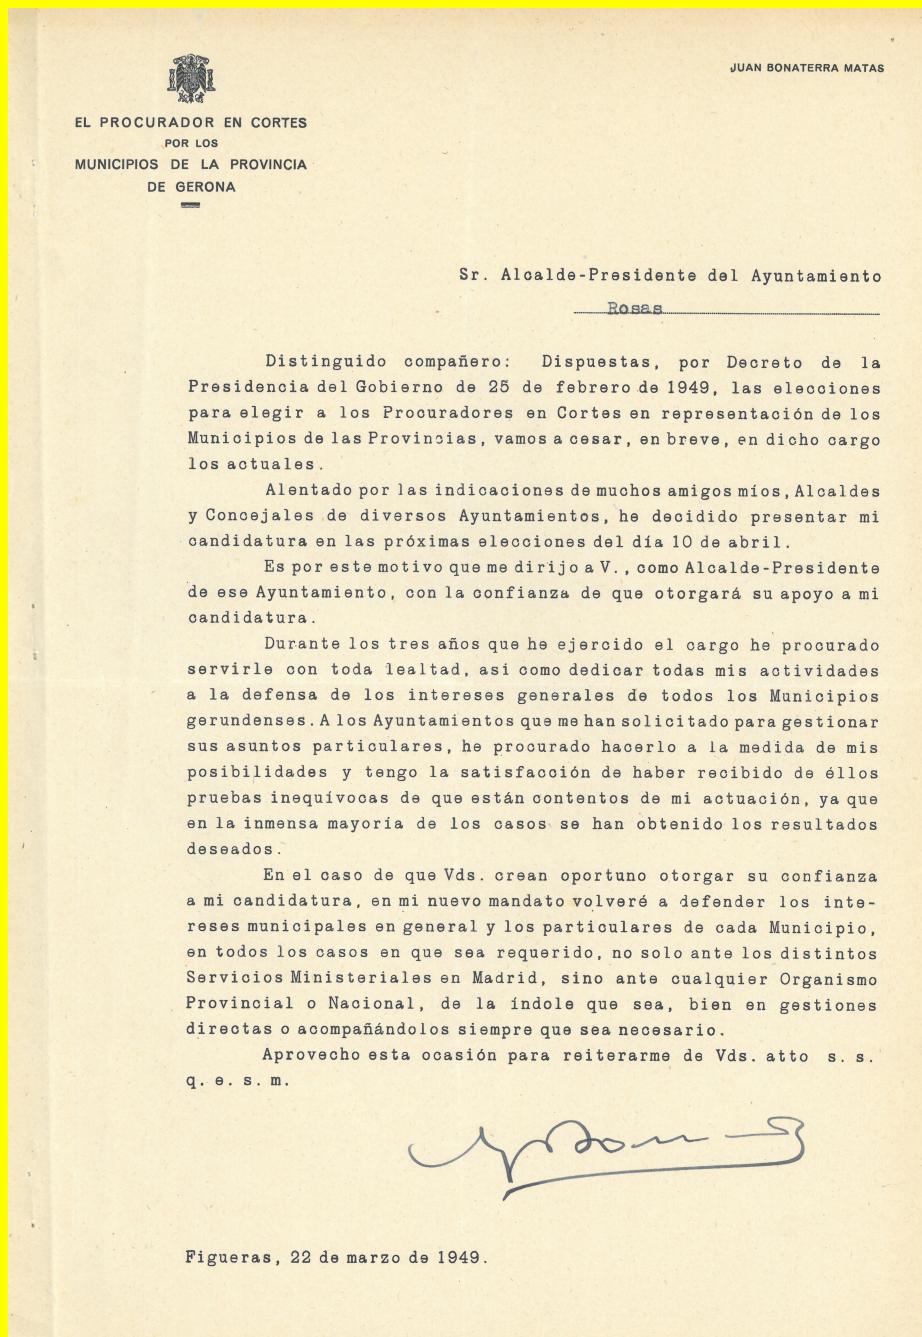 JUAN BONATERRA MATAS
EL PROCURADOR EN CORTES
POR LOS
MUNICIPIOS DE LA PROVINCIA
DE GERONA
Sr. Alcalde-Presidente del Ayuntamiento
Rosas
Distinguido compañero: Dispuestas, por Decreto de la
Presidencia del Gobierno de 25 de febrero de 1949, las elecciones
para elegir a los Procuradores en Cortes en representación de los
Municipios de las Provincias, vamos a cesar, en breve, en dicho cargo
los actuales.
Alentado por las indicaciones de muchos amigos míos, Alcaldes
y Concejales de diversos Ayuntamientos, he decidido presentar mi
candidatura en las próximas elecciones del día 10 de abril.
Es por este motivo que me dirijo a V., como Alcalde-Presidente
de ese Ayuntamiento, con la confianza de que otorgará su apoyo a mi
candidatura.
Durante los tres años que he ejercido el cargo he procurado
servirle con toda lealtad, asi como dedicar todas mis actividades
a la defensa de los intereses generales de todos los Municipios
gerundenses. A los Ayuntamientos que me han solicitado para gestionar
sus asuntos particulares, he procurado hacerlo a la medida de mis
posibilidades y tengo la satisfacción de haber recibido de éllos
pruebas inequívocas de que están contentos de mi actuación, ya que
en la inmensa mayoría de los casos se han obtenido los resultados
deseados.
En el caso de que Vds. crean oportuno otorgar su confianza
a mi candidatura, en mi nuevo mandato volveré a defender los inte-
reses municipales en general y los particulares de cada Municipio,
en todos los casos en que sea requerido, no solo ante los distintos
Servicios Ministeriales en Madrid, sino ante cualquier Organismo
Provincial o Nacional, de la índole que sea, bien en gestiones
directas o acompañándolos siempre que sea necesario.
Aprovecho esta ocasión para reiterarme de Vds. atto s. s.
q. e. s. m.
Figueras, 22 de marzo de 1949.